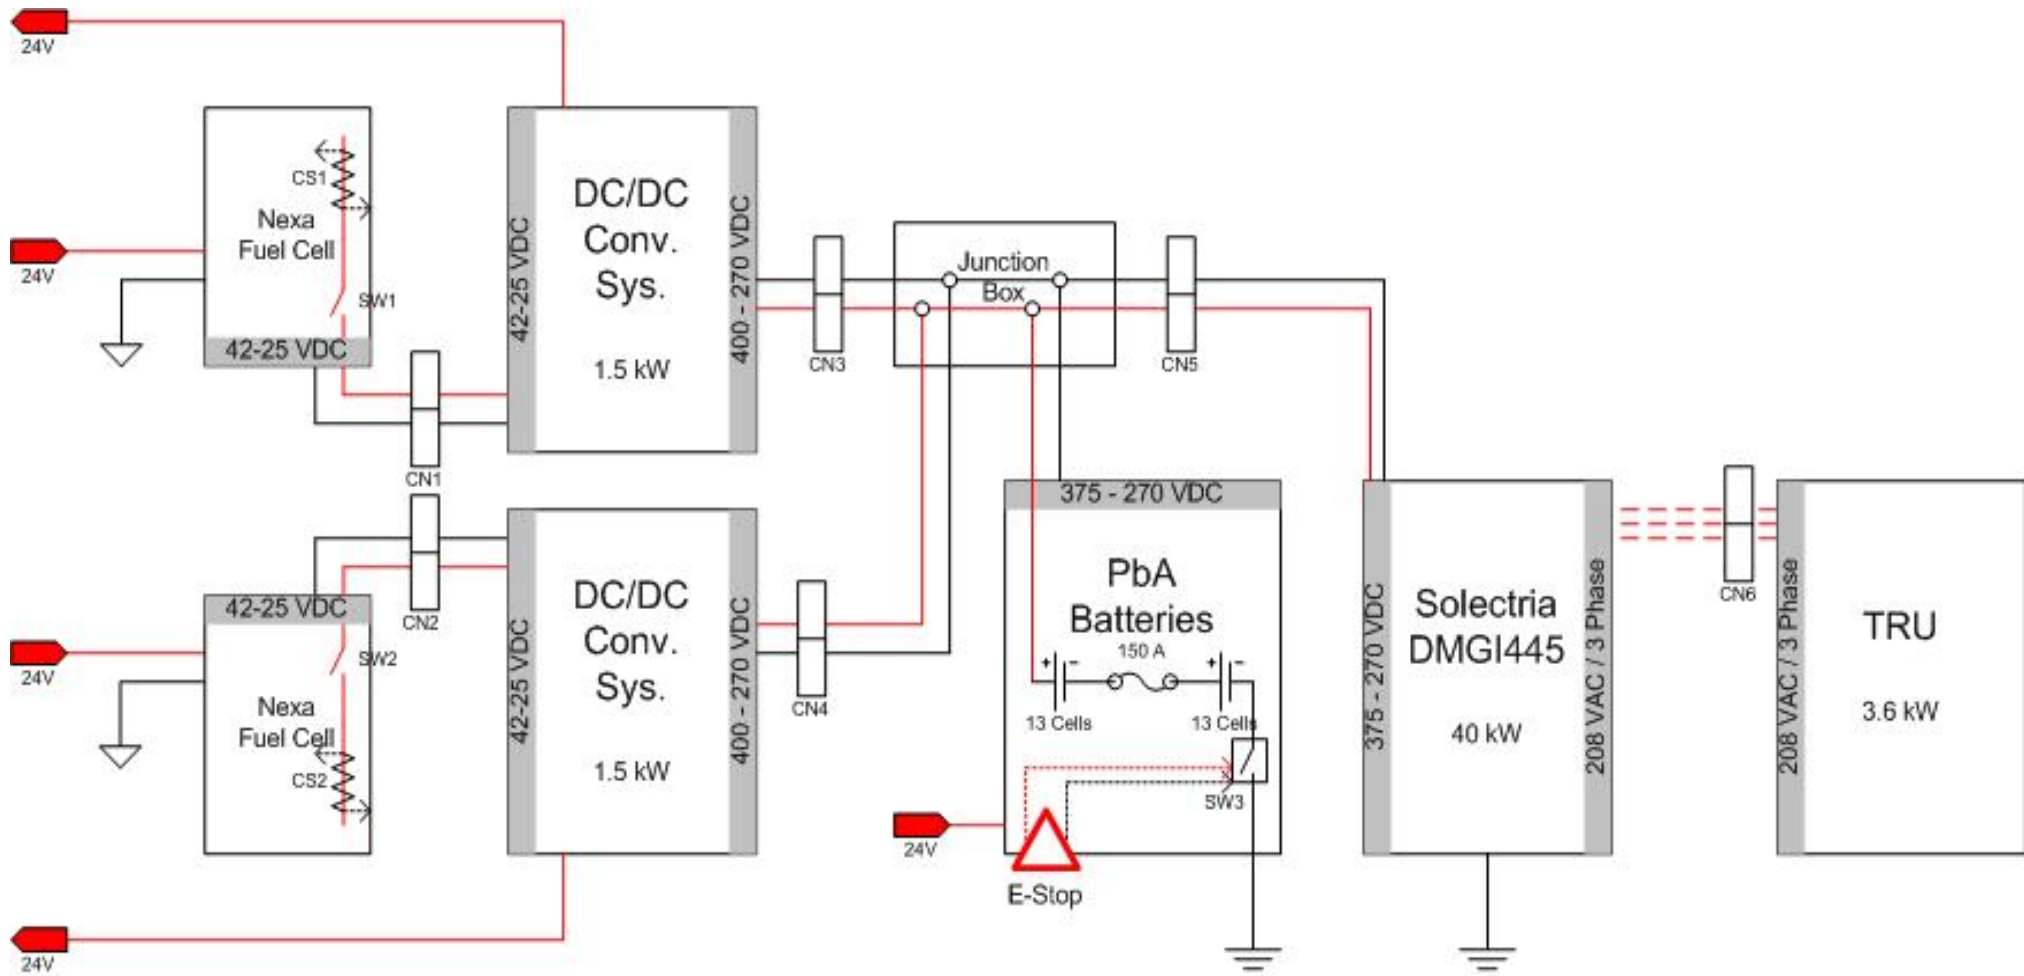 24V
24V
CS1
Nexa
Fuel Cell
SW1
42-25 VDC
CN1
42-25 VDC
DC/DC
Conv.
Sys.
1.5 kW
400 - 270 VDC
CN3
Junction
Box
CN5
CN2
42-25 VDC
SW2
Nexa
Fuel Cell
CS2
24V
24V
42-25 VDC
DC/DC
Conv.
Sys.
1.5 kW
400 - 270 VDC
CN4
375 - 270 VDC
PbA
Batteries
150 A
+ -
+ -
13 Cells
13 Cells
SW3
24V
E-Stop
375 - 270 VDC
Solectria
DMGI445
40 kW
208 VAC / 3 Phase
CN6
208 VAC / 3 Phase
TRU
3.6 kW